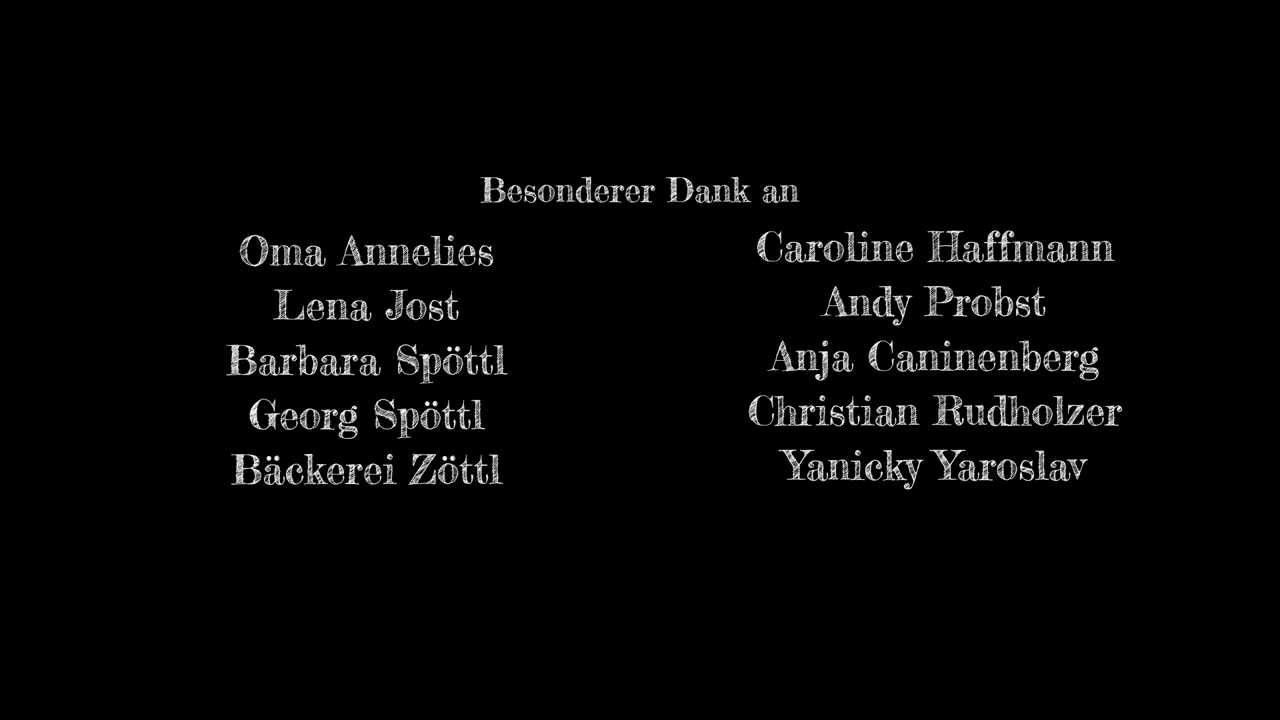 Besonderer Dank an
Oma Annelies
Lena Jost
Barbara Spöttl
Georg Spöttl
Bäckerei Zöttl
Caroline Haffmann
Andy Probst
Anja Caninenberg
Christian Rudholzer
Yanicky Yaroslav